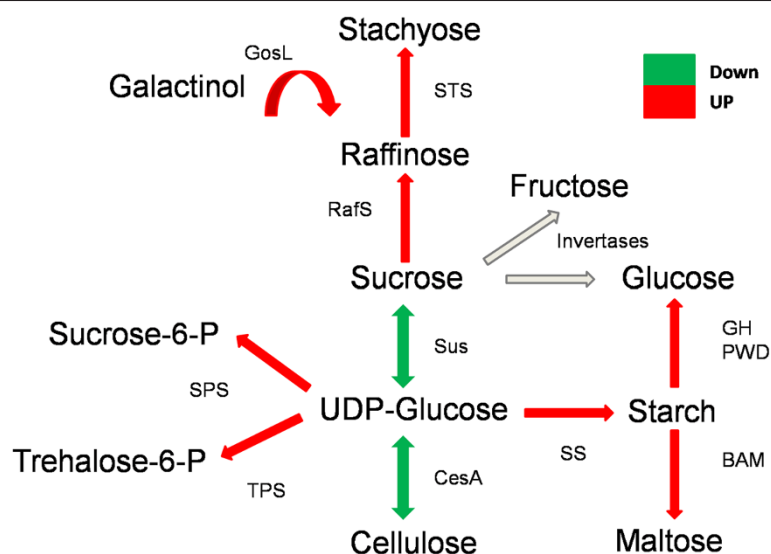 Stachyose
GosL
Down
Galactinol
STS
UP
Raffinose
Fructose
RafS
Invertases
Sucrose
Glucose
Sucrose-6-P
GH
Sus
PWD
SPS
UDP-Glucose
Starch
Trehalose-6-P
SS
BAM
TPS
CesA
Cellulose
Maltose